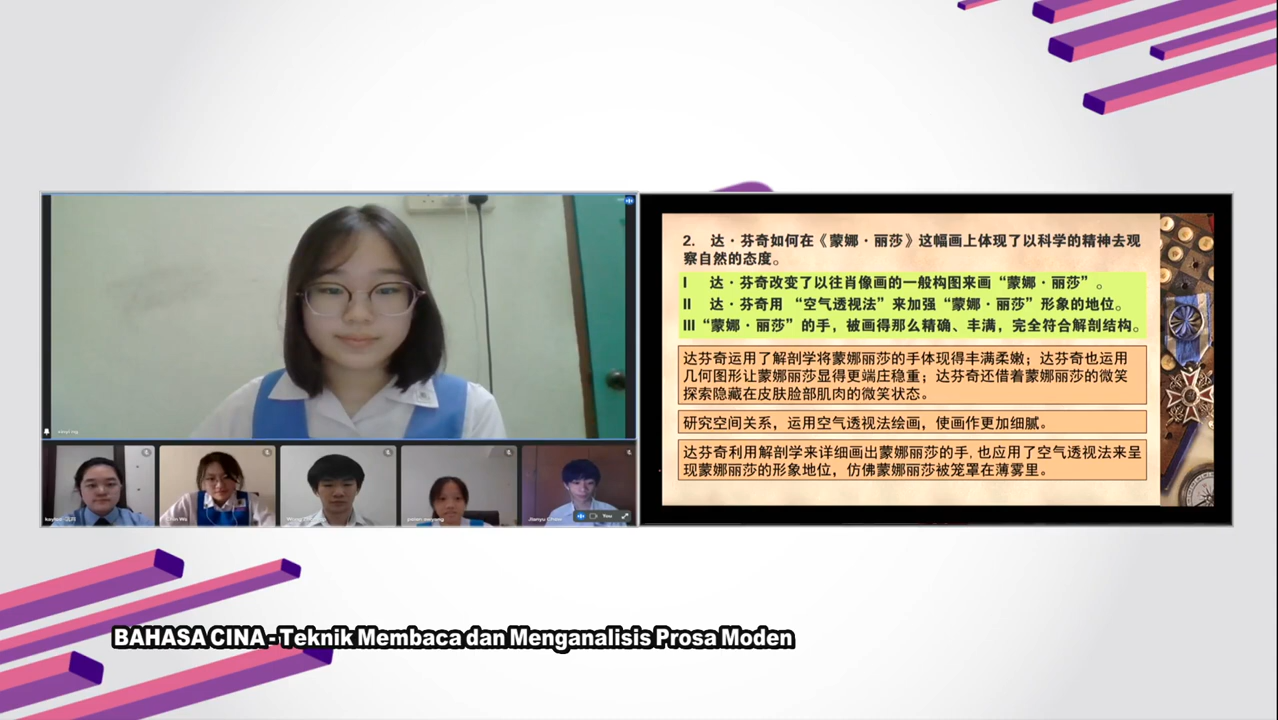 2. 达·芬奇如何在《蒙娜·丽莎》这幅画上体现了以科学的精神去观
察自然的态度。
I 达·芬奇改变了以往肖像画的一般构图来画“蒙娜·丽莎”。
II 达·芬奇用 “空气透视法”来加强“蒙娜·丽莎”形象的地位。
III“蒙娜·丽莎”的手，被画得那么精确、丰满，完全符合解剖结构。
达芬奇运用了解剖学将蒙娜丽莎的手体现得丰满柔嫩；达芬奇也运用
几何图形让蒙娜丽莎显得更端庄稳重；达芬奇还借着蒙娜丽莎的微笑
探索隐藏在皮肤脸部肌肉的微笑状态。
研究空间关系，运用空气透视法绘画，使画作更加细腻。
达芬奇利用解剖学来详细画出蒙娜丽莎的手,也应用了空气透视法来呈
现蒙娜丽莎的形象地位，仿佛蒙娜丽莎被笼罩在薄雾里。
You
BAHASA CINA - Teknik Membaca dan Menganalisis Prosa Moden